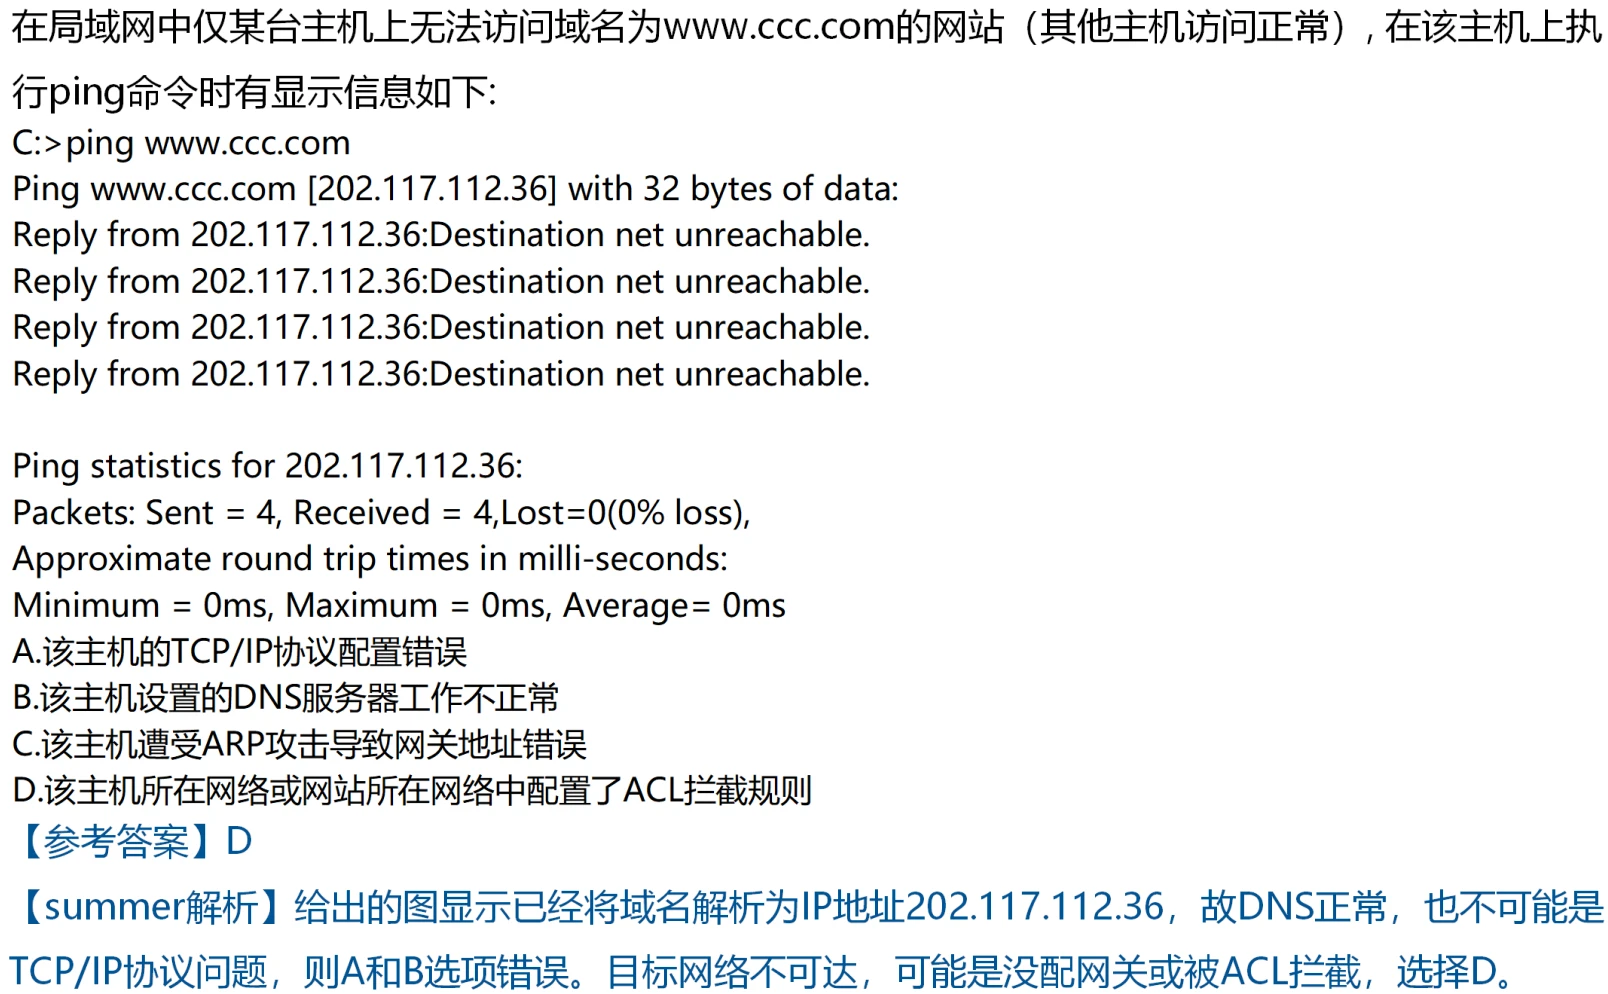 在局域网中仅某台主机上无法访问域名为www.ccc.com的网站（其他主机访问正常）, 在该主机上执
行ping命令时有显示信息如下:
C:>ping www.ccc.com
Ping www.ccc.com [202.117.112.36] with 32 bytes of data:
Reply from 202.117.112.36:Destination net unreachable.
Reply from 202.117.112.36:Destination net unreachable.
Reply from 202.117.112.36:Destination net unreachable.
Reply from 202.117.112.36:Destination net unreachable.
Ping statistics for 202.117.112.36:
Packets: Sent = 4, Received = 4,Lost=0(0% loss),
Approximate round trip times in milli-seconds:
Minimum = 0ms, Maximum = 0ms, Average= 0ms
A.该主机的TCP/IP协议配置错误
B.该主机设置的DNS服务器工作不正常
C.该主机遭受ARP攻击导致网关地址错误
D.该主机所在网络或网站所在网络中配置了ACL拦截规则
【参考答案】D
【summer解析】给出的图显示已经将域名解析为IP地址202.117.112.36，故DNS正常，也不可能是
TCP/IP协议问题，则A和B选项错误。目标网络不可达，可能是没配网关或被ACL拦截，选择D。